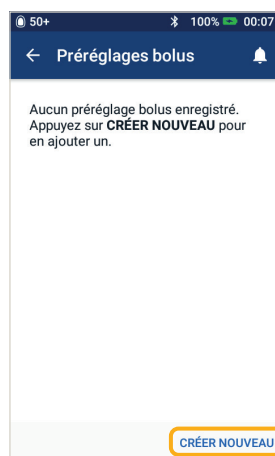 50+ 100% 00:07
Préréglages bolus
Aucun préréglage bolus enregistré.
Appuyez sur CRÉER NOUVEAU pour
en ajouter un.
CRÉER NOUVEAU